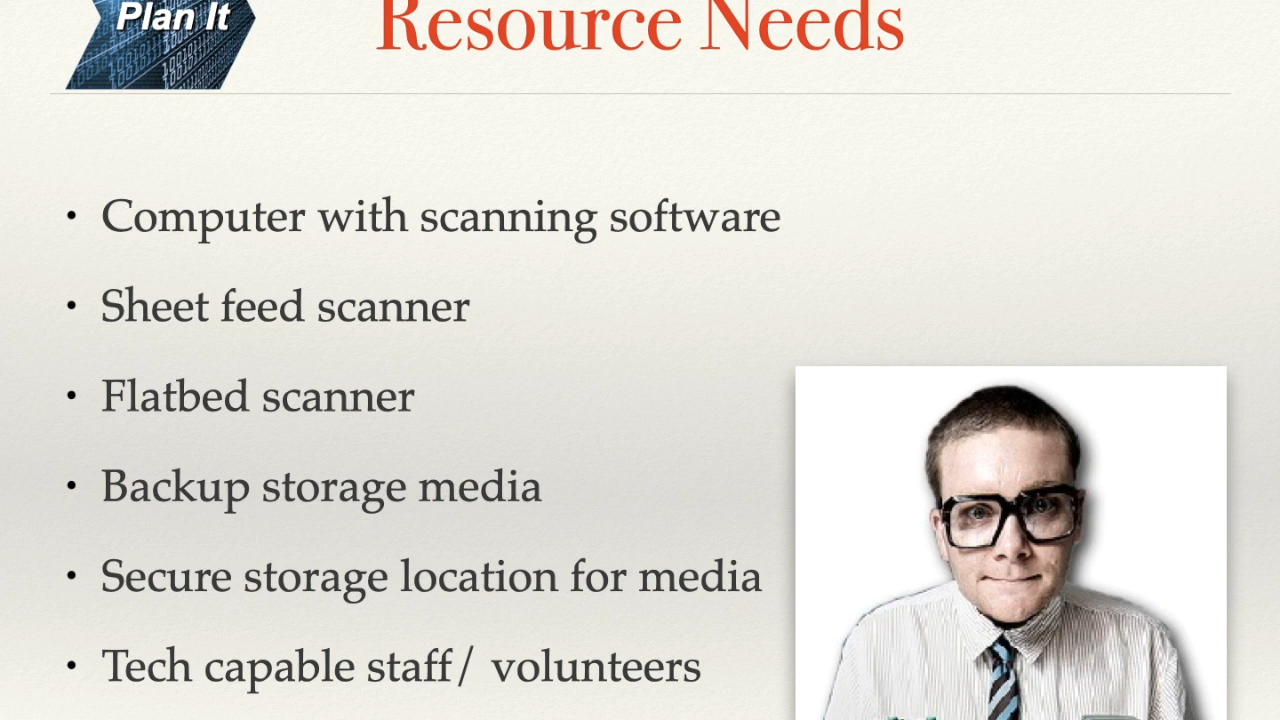 Plan It
Resource Needs
• Computer with scanning software
• Sheet feed scanner
• Flatbed scanner
• Backup storage media
• Secure storage location for media
• Tech capable staff/ volunteers